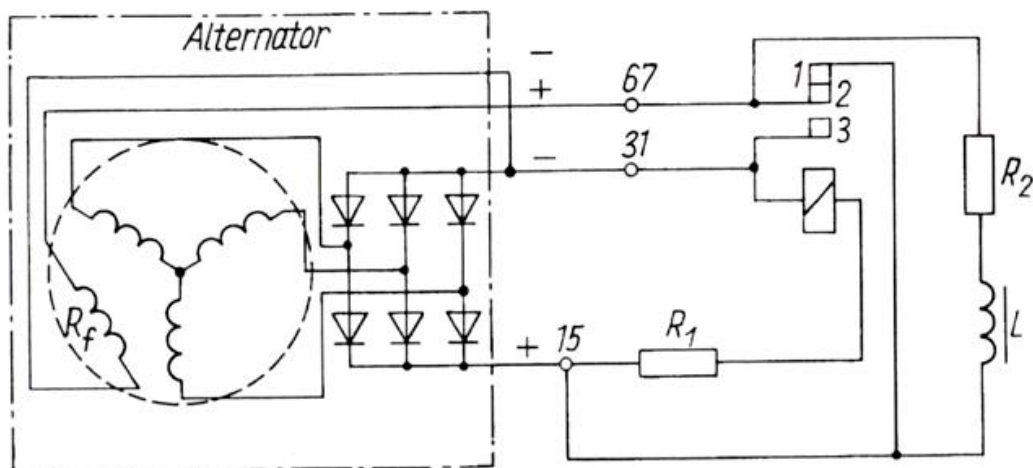 Alternator
−
+
67
−
31
1
2
3
R2
Rf
+
15
R1
L